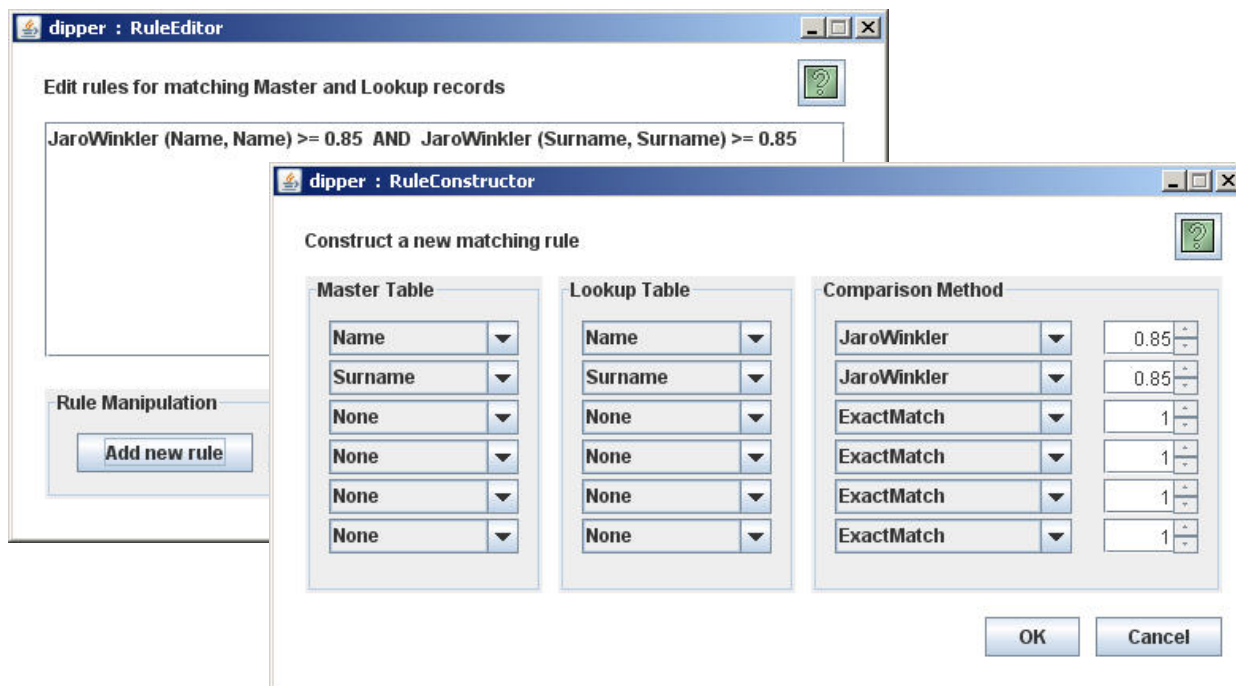 dipper : RuleEditor
Edit rules for matching Master and Lookup records
JaroWinkler (Name, Name) >= 0.85 AND JaroWinkler (Surname, Surname) >= 0.85
Rule Manipulation
Add new rule
dipper : RuleConstructor
Construct a new matching rule
Master Table Lookup Table Comparison Method
Name Name JaroWinkler 0.85
Surname Surname JaroWinkler 0.85
None None ExactMatch 1
None None ExactMatch 1
None None ExactMatch 1
None None ExactMatch 1
OK Cancel